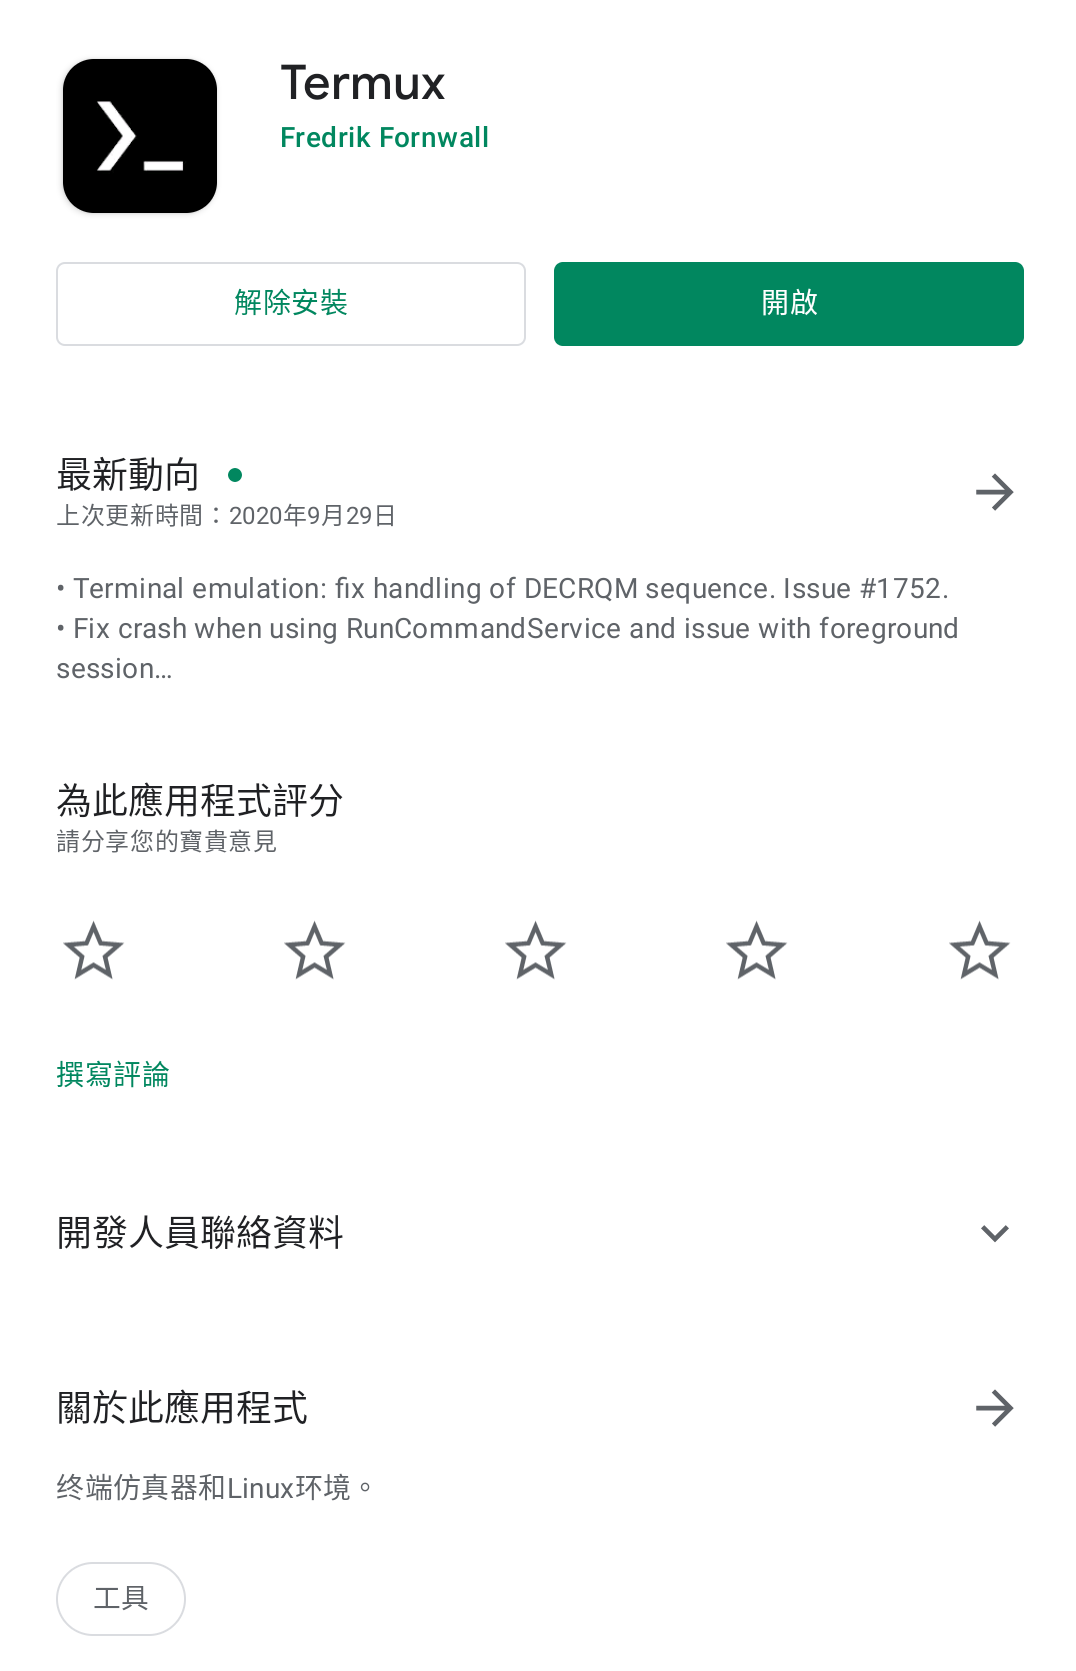 Termux
Fredrik Fornwall
解除安裝
開啟
最新動向
上次更新時間：2020年9月29日
• Terminal emulation: fix handling of DECRQM sequence. Issue #1752.
• Fix crash when using RunCommandService and issue with foreground
session…
為此應用程式評分
請分享您的寶貴意見
撰寫評論
開發人員聯絡資料
關於此應用程式
终端仿真器和Linux环境。
工具